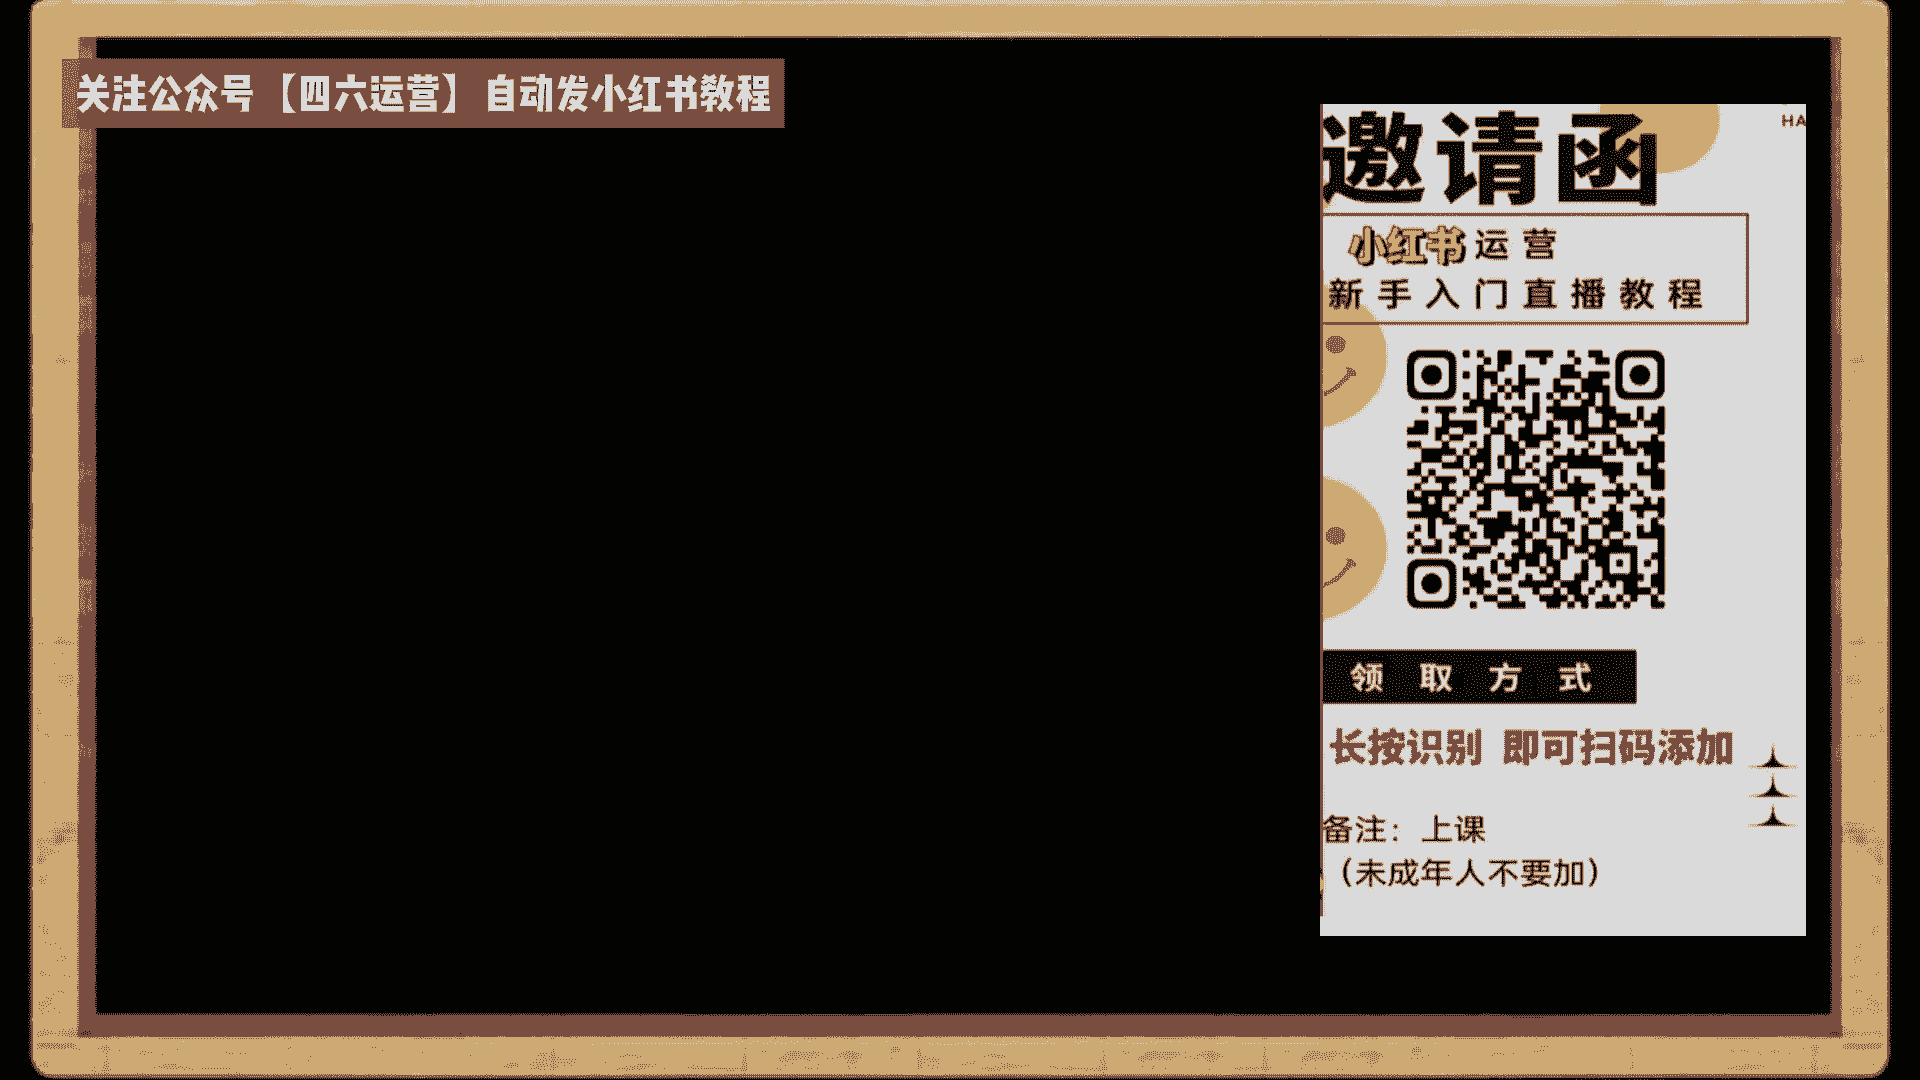 关注公众号【四六运营】自动发小红书教程
HA
邀请函
小红书运营
新手入门直播教程
领取方式
长按识别 即可扫码添加
备注：上课
（未成年人不要加）